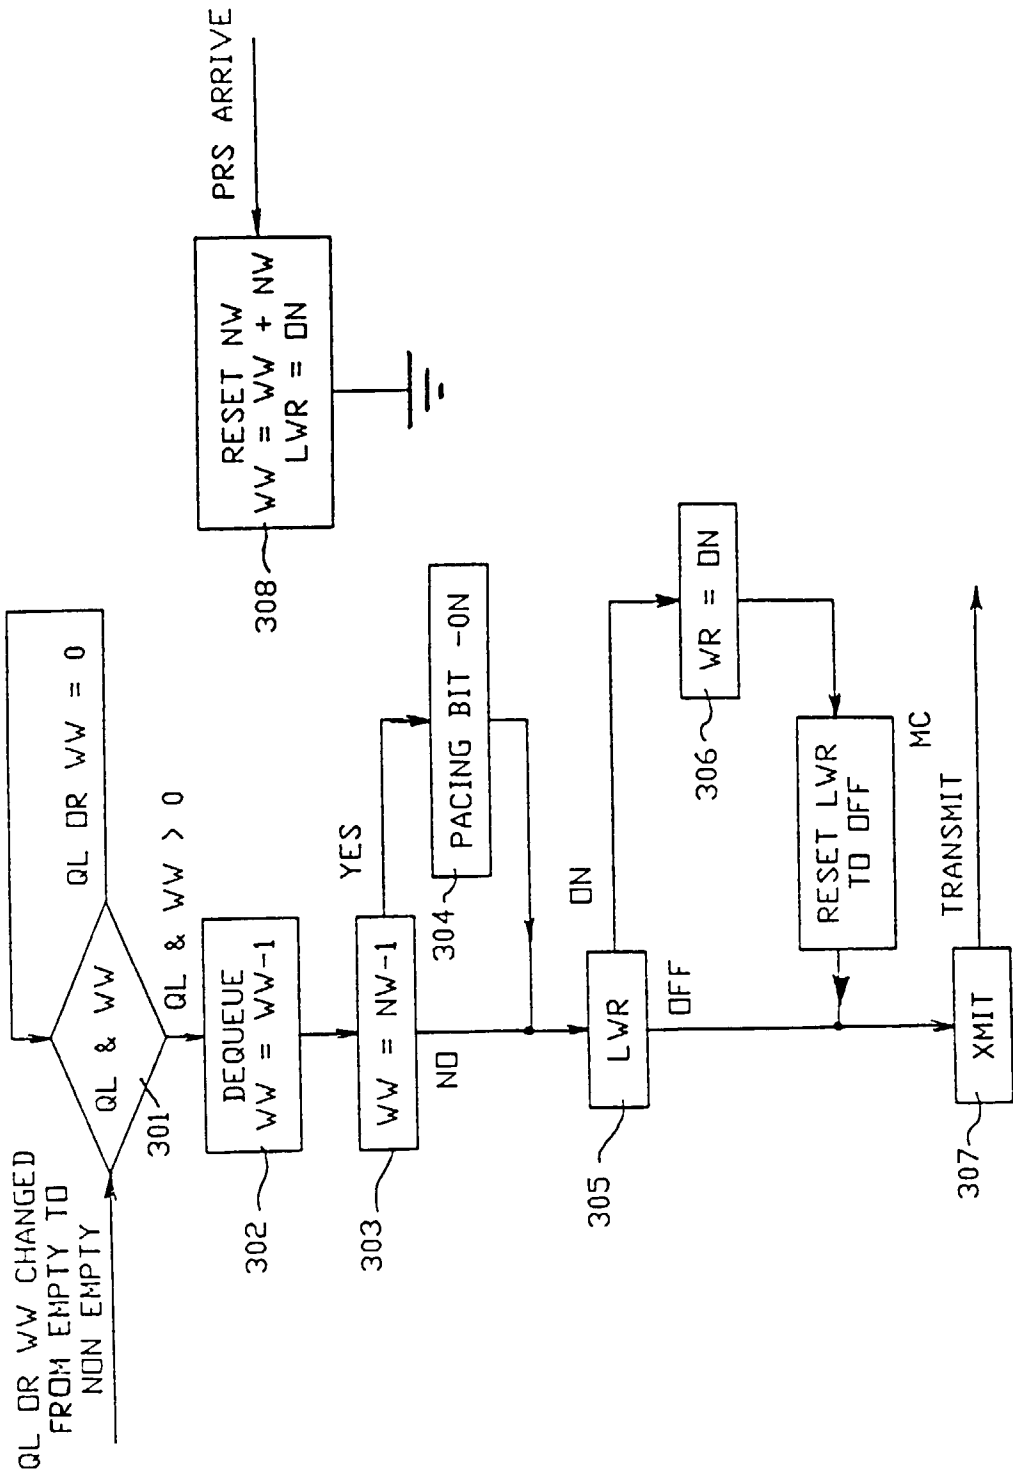 QL OR WW CHANGED
FROM EMPTY TO
NON EMPTY
QL & WW
301
QL OR WW = 0
QL & WW > 0
DEQUEUE
WW = WW-1
302
WW = NW-1
303
YES
NO
PACING BIT -ON
304
LWR
305
ON
OFF
WR = ON
306
RESET LWR
TO OFF
MC
XMIT
307
TRANSMIT
RESET NW
WW = WW + NW
LWR = ON
308
PRS ARRIVE